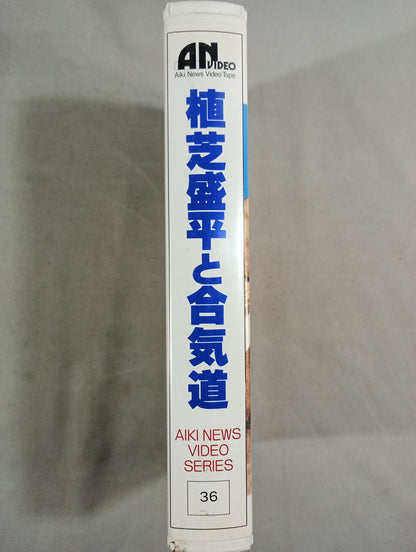 AN VIDEO
Aiki News Video Tape
植芝盛平と合気道
AIKI NEWS
VIDEO
SERIES
36